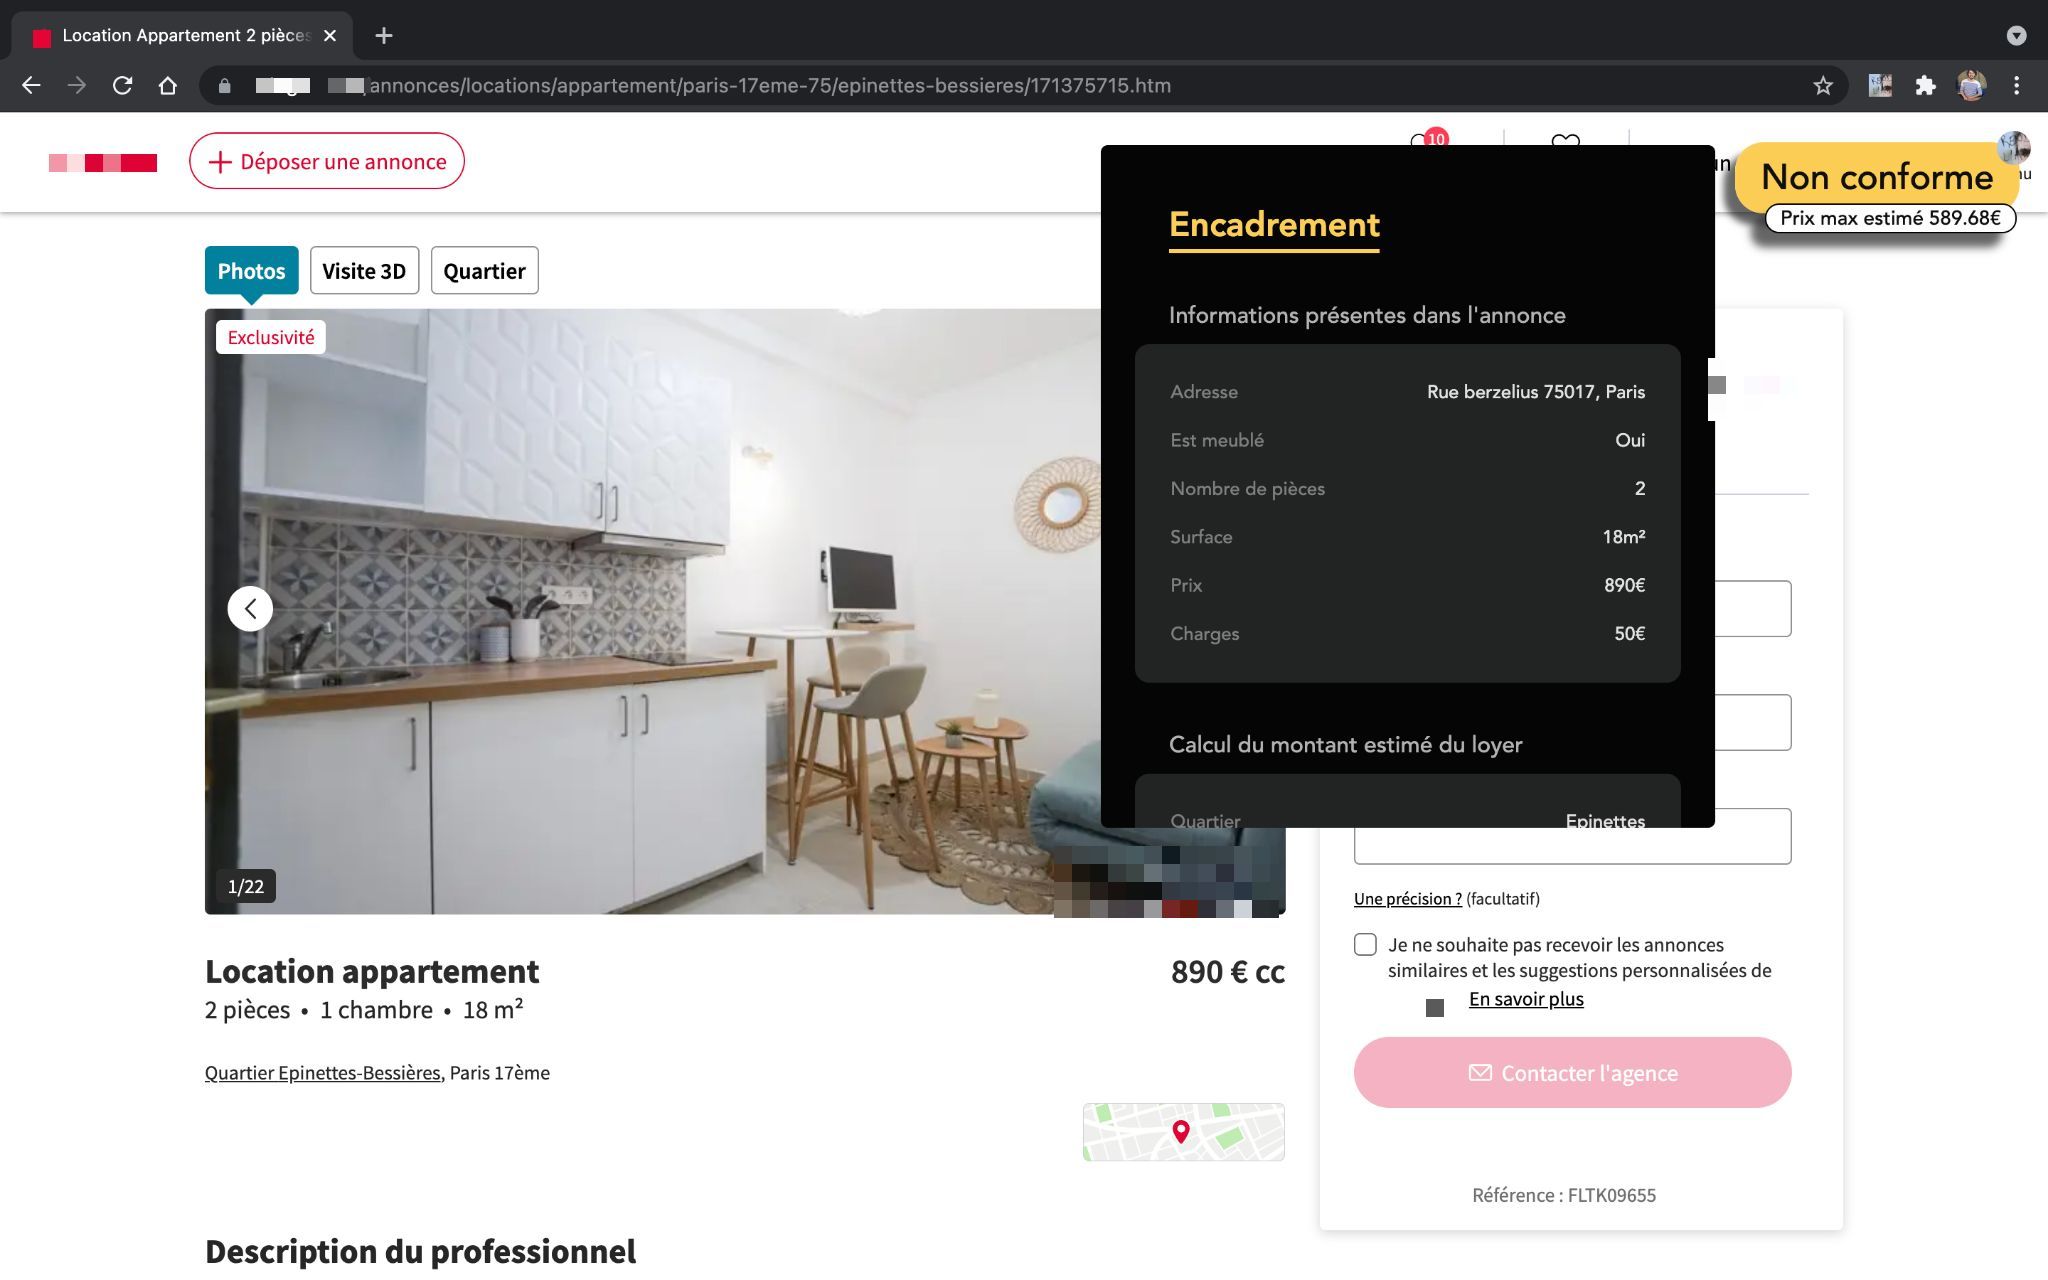 Location Appartement 2 pièces
annonces/locations/appartement/paris-17eme-75/epinettes-bessieres/171375715.htm
Déposer une annonce
10
Non conforme
Prix max estimé 589.68€
Photos
Visite 3D
Quartier
Exclusivité
1/22
Encadrement
Informations présentes dans l'annonce
Adresse Rue berzelius 75017, Paris
Est meublé Oui
Nombre de pièces 2
Surface 18m²
Prix 890€
Charges 50€
Calcul du montant estimé du loyer
Quartier Epinettes
Location appartement 890 € cc
2 pièces • 1 chambre • 18 m²
Quartier Epinettes-Bessières, Paris 17ème
Une précision ? (facultatif)
Je ne souhaite pas recevoir les annonces
similaires et les suggestions personnalisées de
En savoir plus
Contacter l'agence
Référence : FLTK09655
Description du professionnel